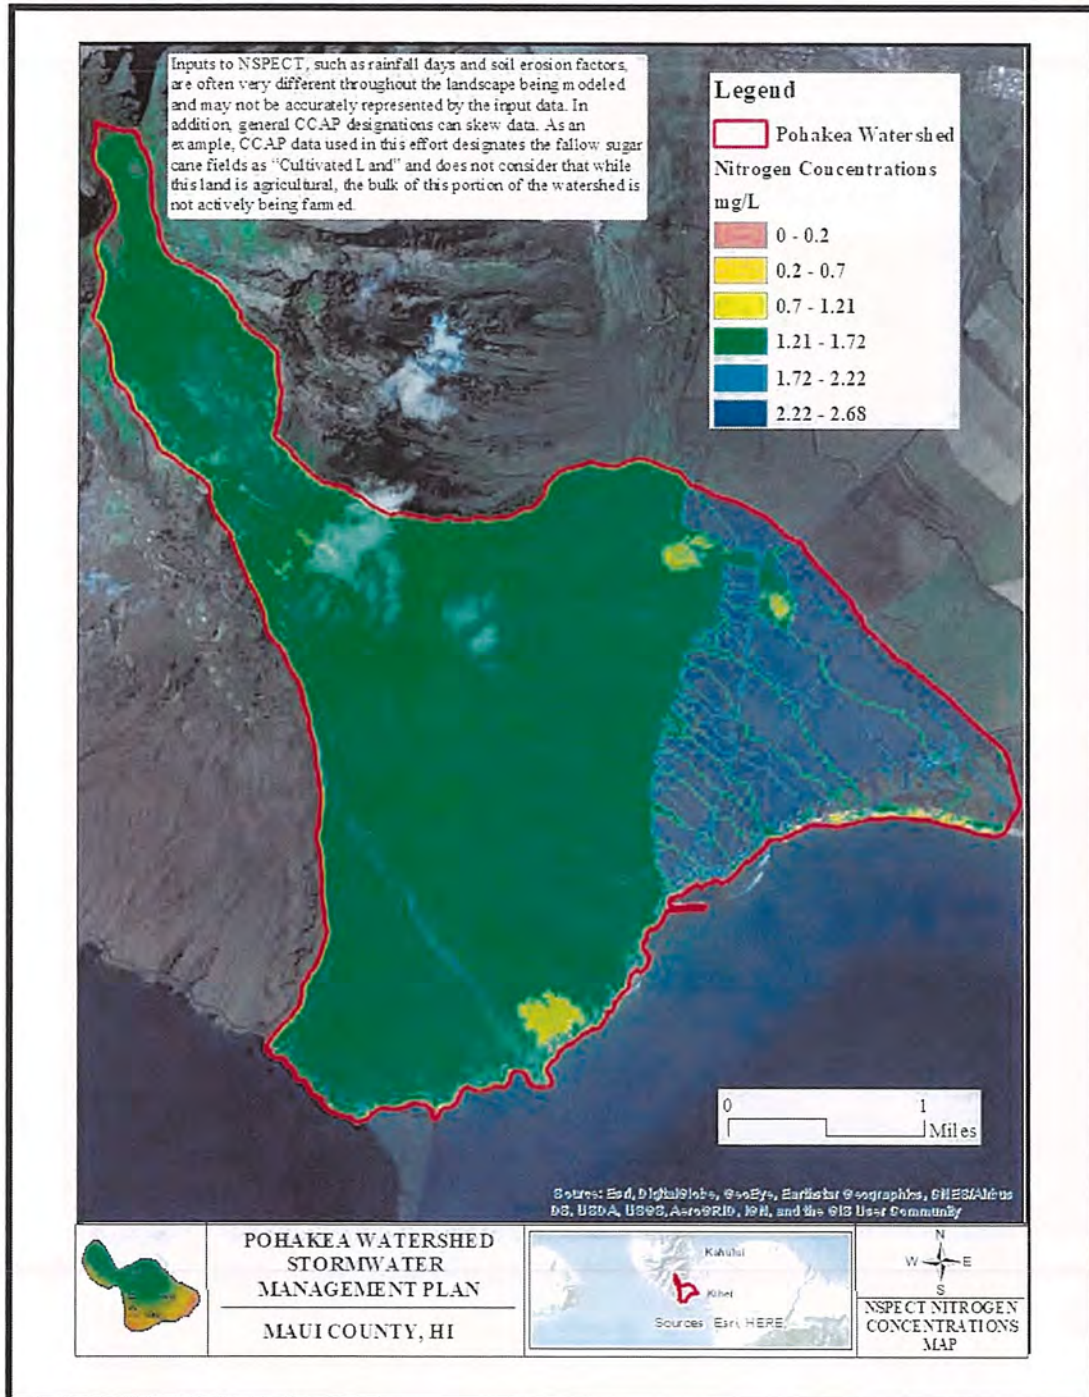 Inputs to NSPECT, such as rainfall days and soil erosion factors,
are often very different throughout the landscape being modeled
and may not be accurately represented by the input data. In
addition, general CCAP designations can skew data. As an
example, CCAP data used in this effort designates the fallow sugar
cane fields as "Cultivated Land" and does not consider that while
this land is agricultural, the bulk of this portion of the watershed is
not actively being farmed.
Legend
Pohakea Watershed
Nitrogen Concentrations
mg/L
0 - 0.2
0.2 - 0.7
0.7 - 1.21
1.21 - 1.72
1.72 - 2.22
2.22 - 2.68
0 1
Miles
Source: Esri, DigitalGlobe, GeoEye, Earthstar Geographics, CNES/Airbus
DS, USDA, USGS, AeroGRID, IGN, and the GIS User Community
POHAKEA WATERSHED
STORMWATER
MANAGEMENT PLAN
MAUI COUNTY, HI
Kahului
Kihei
Sources: Esri, HERE,
N
W E
S
NSPECT NITROGEN
CONCENTRATIONS
MAP